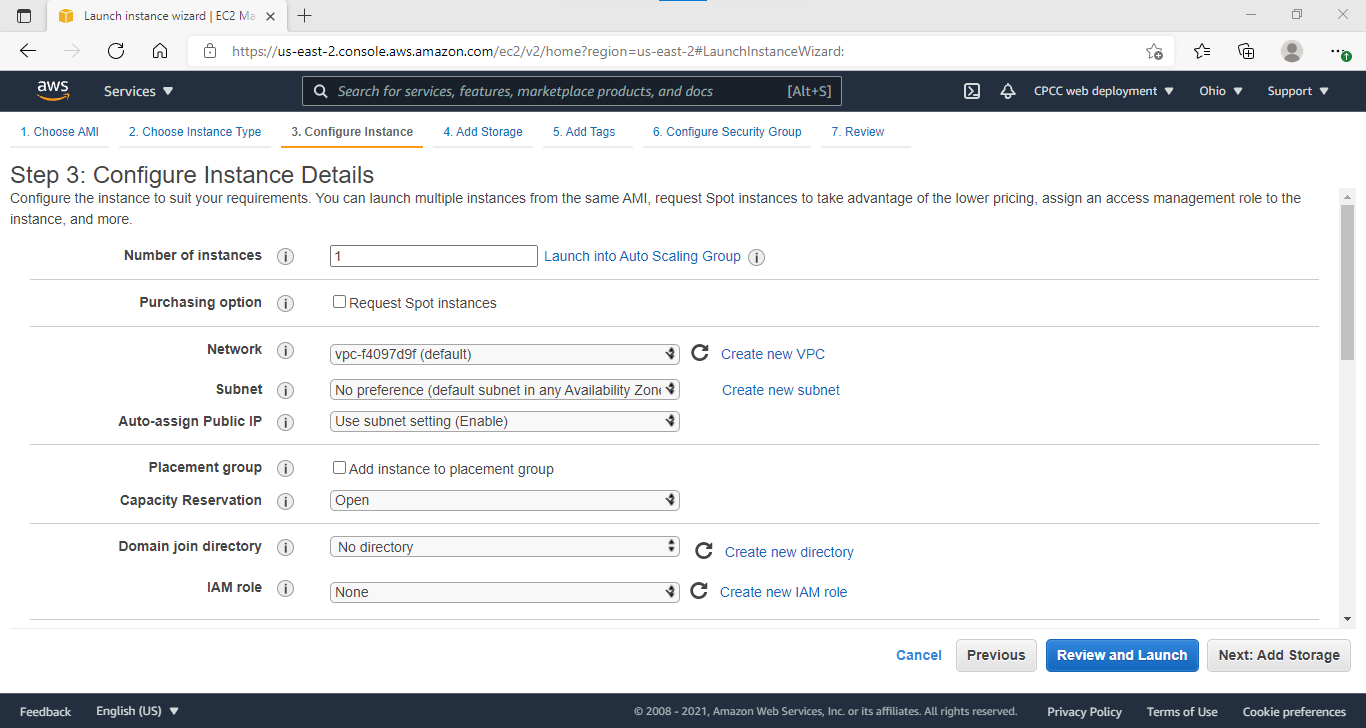 Launch instance wizard | EC2 Ma
https://us-east-2.console.aws.amazon.com/ec2/v2/home?region=us-east-2#LaunchInstanceWizard:
aws Services Search for services, features, marketplace products, and docs [Alt+S] CPCC web deployment Ohio Support
1. Choose AMI 2. Choose Instance Type 3. Configure Instance 4. Add Storage 5. Add Tags 6. Configure Security Group 7. Review
Step 3: Configure Instance Details
Configure the instance to suit your requirements. You can launch multiple instances from the same AMI, request Spot instances to take advantage of the lower pricing, assign an access management role to the
instance, and more.
Number of instances i 1 Launch into Auto Scaling Group i
Purchasing option i Request Spot instances
Network i vpc-f4097d9f (default) Create new VPC
Subnet i No preference (default subnet in any Availability Zone Create new subnet
Auto-assign Public IP i Use subnet setting (Enable)
Placement group i Add instance to placement group
Capacity Reservation i Open
Domain join directory i No directory Create new directory
IAM role i None Create new IAM role
Cancel Previous Review and Launch Next: Add Storage
Feedback English (US) © 2008 - 2021, Amazon Web Services, Inc. or its affiliates. All rights reserved. Privacy Policy Terms of Use Cookie preferences